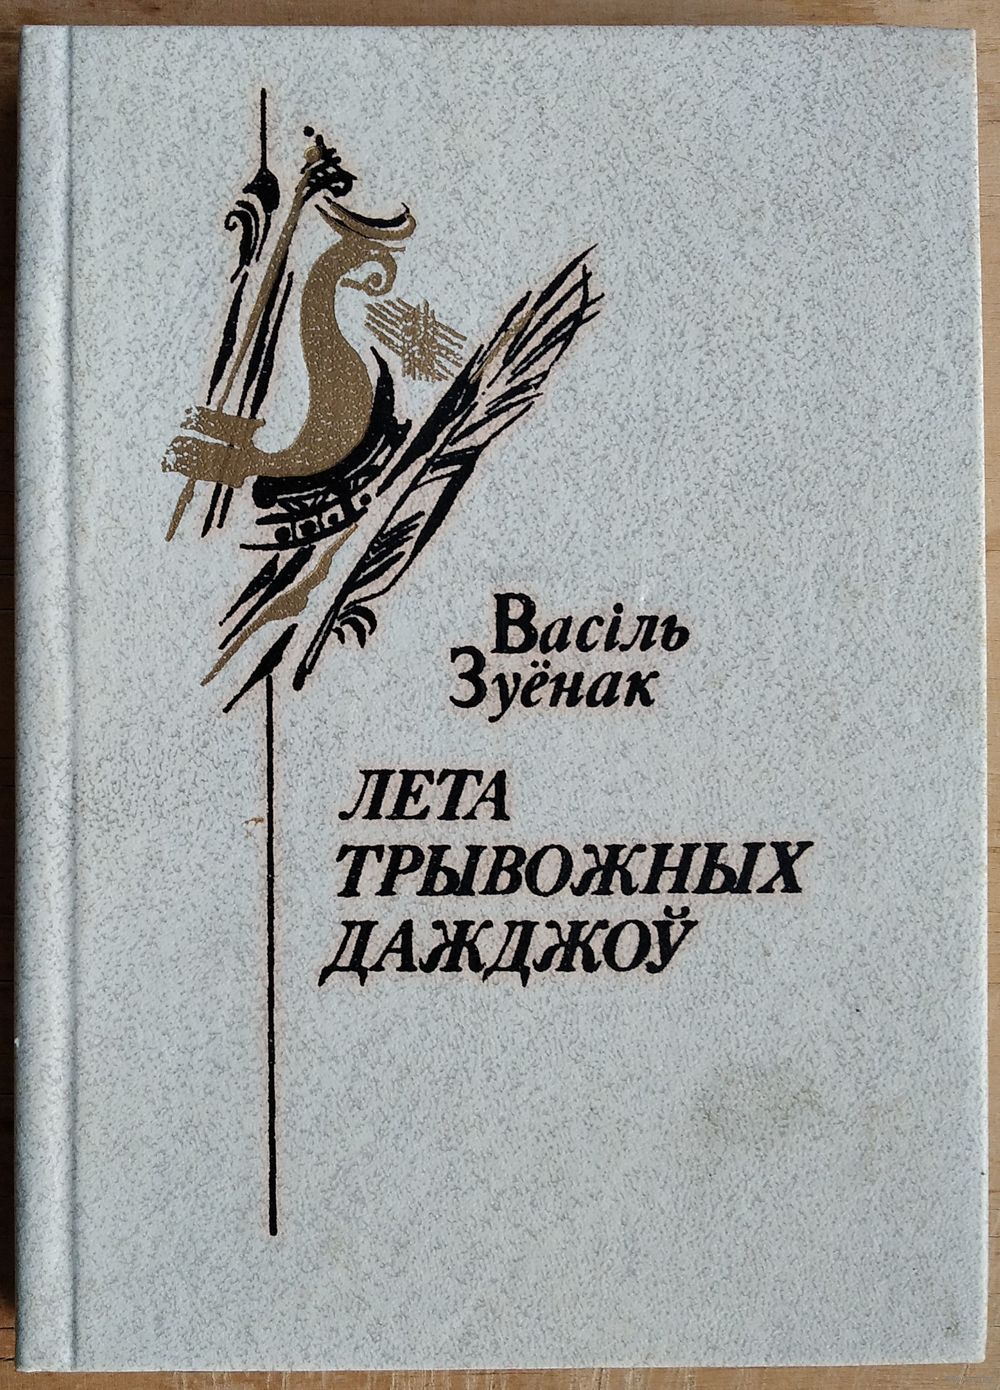 Васіль
Зуёнак
ЛЕТА
ТРЫВОЖНЫХ
ДАЖДЖОЎ